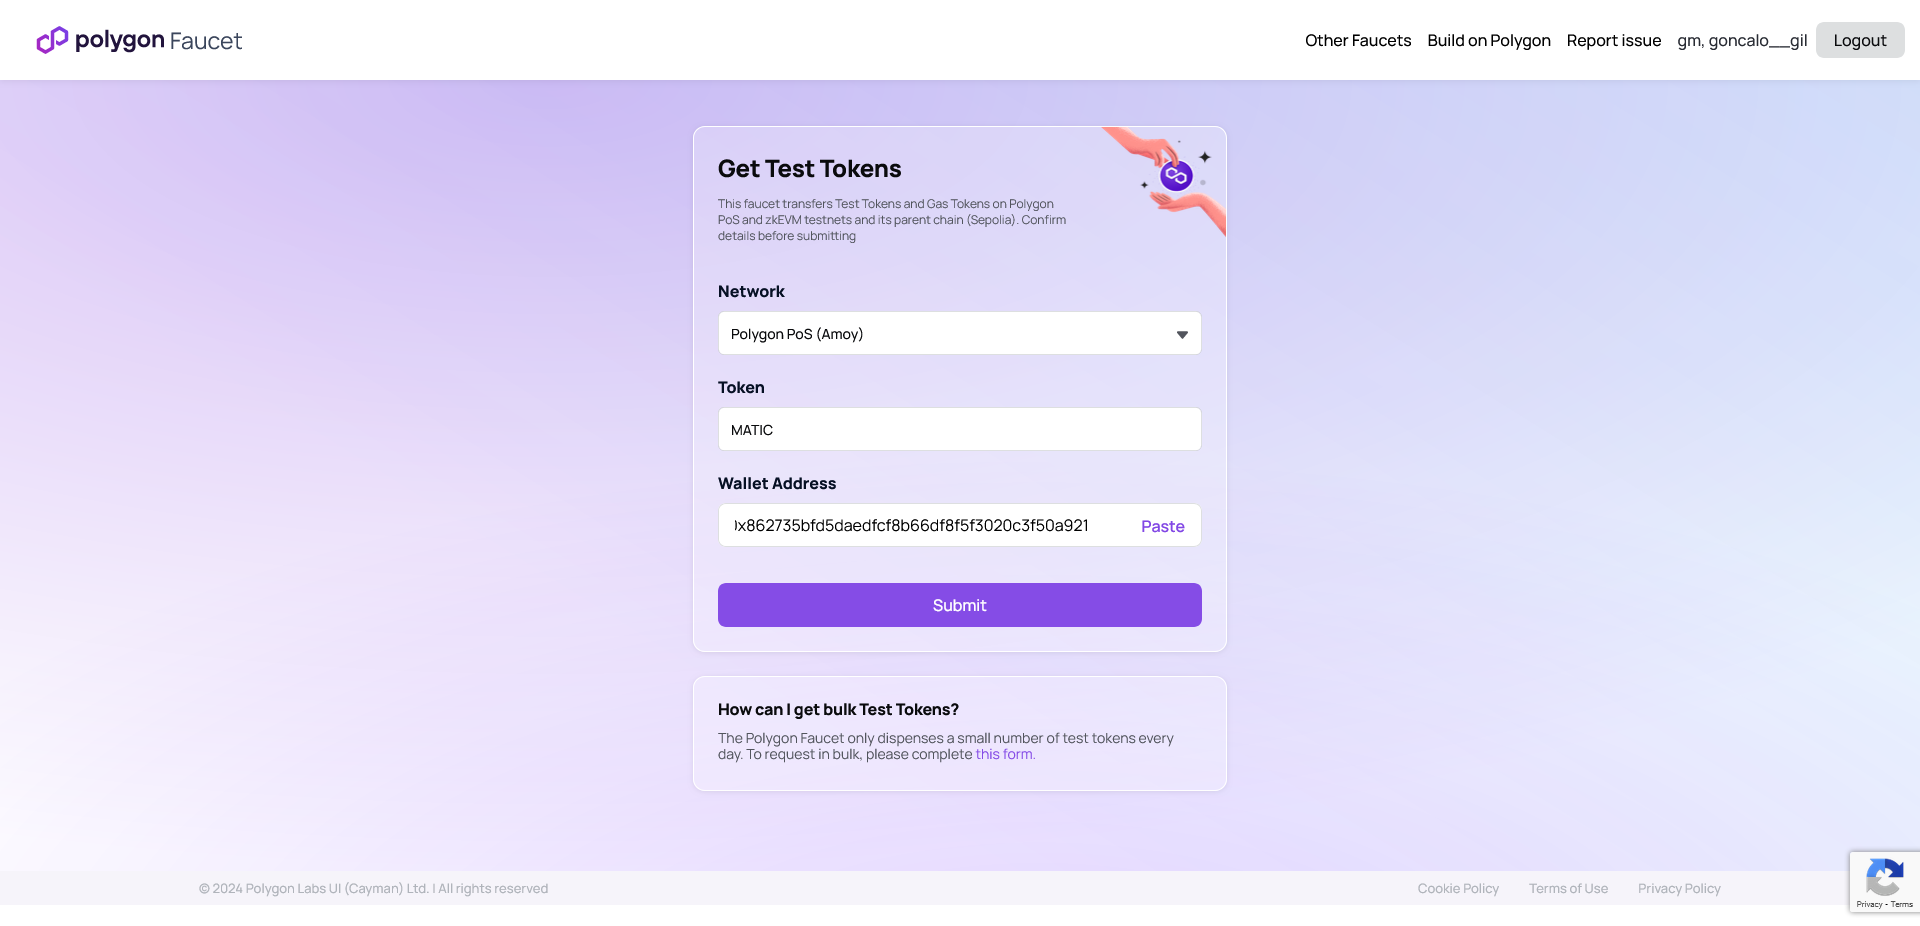 polygon Faucet
Other Faucets
Build on Polygon
Report issue
gm, goncalo__gil
Logout
Get Test Tokens
This faucet transfers Test Tokens and Gas Tokens on Polygon
PoS and zkEVM testnets and its parent chain (Sepolia). Confirm
details before submitting
Network
Polygon PoS (Amoy)
Token
MATIC
Wallet Address
0x862735bfd5daedfcf8b66df8f5f3020c3f50a921
Paste
Submit
How can I get bulk Test Tokens?
The Polygon Faucet only dispenses a small number of test tokens every
day. To request in bulk, please complete this form.
© 2024 Polygon Labs UI (Cayman) Ltd. | All rights reserved
Cookie Policy
Terms of Use
Privacy Policy
Privacy - Terms